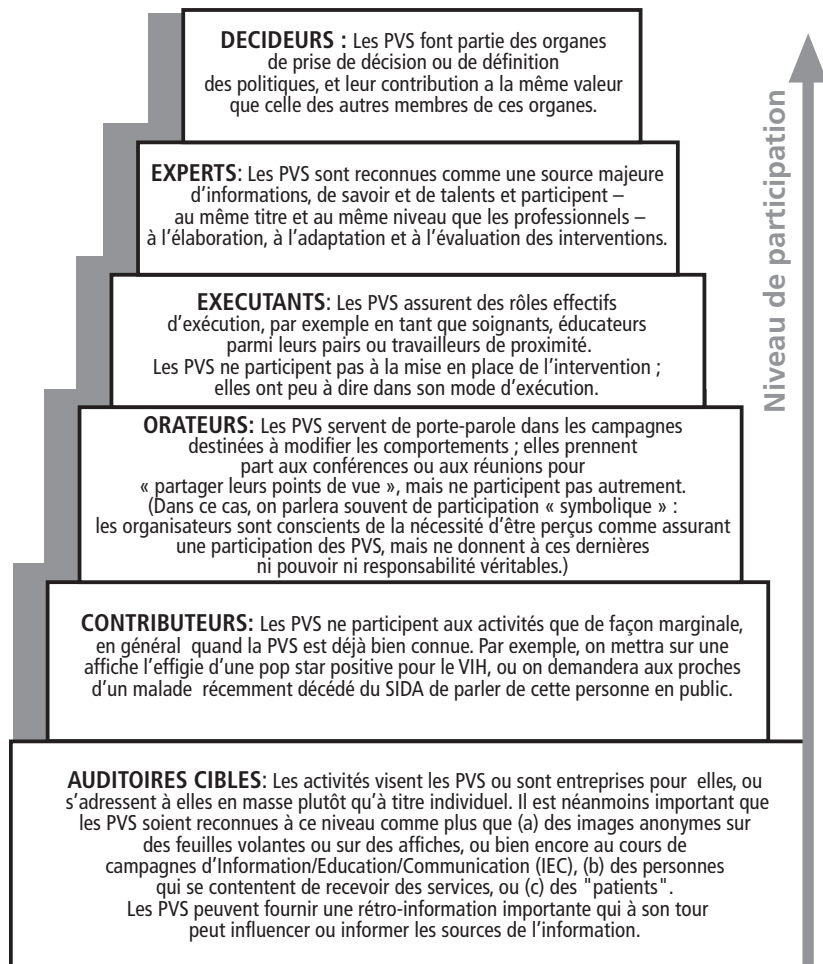 DECIDEURS : Les PVS font partie des organes
de prise de décision ou de définition
des politiques, et leur contribution a la même valeur
que celle des autres membres de ces organes.
EXPERTS: Les PVS sont reconnues comme une source majeure
d'informations, de savoir et de talents et participent –
au même titre et au même niveau que les professionnels –
à l'élaboration, à l'adaptation et à l'évaluation des interventions.
EXECUTANTS: Les PVS assurent des rôles effectifs
d'exécution, par exemple en tant que soignants, éducateurs
parmi leurs pairs ou travailleurs de proximité.
Les PVS ne participent pas à la mise en place de l'intervention ;
elles ont peu à dire dans son mode d'exécution.
ORATEURS: Les PVS servent de porte-parole dans les campagnes
destinées à modifier les comportements ; elles prennent
part aux conférences ou aux réunions pour
« partager leurs points de vue », mais ne participent pas autrement.
(Dans ce cas, on parlera souvent de participation « symbolique » :
les organisateurs sont conscients de la nécessité d'être perçus comme assurant
une participation des PVS, mais ne donnent à ces dernières
ni pouvoir ni responsabilité véritables.)
CONTRIBUTEURS: Les PVS ne participent aux activités que de façon marginale,
en général quand la PVS est déjà bien connue. Par exemple, on mettra sur une
affiche l'effigie d'une pop star positive pour le VIH, ou on demandera aux proches
d'un malade récemment décédé du SIDA de parler de cette personne en public.
AUDITOIRES CIBLES: Les activités visent les PVS ou sont entreprises pour elles, ou
s'adressent à elles en masse plutôt qu'à titre individuel. Il est néanmoins important que
les PVS soient reconnues à ce niveau comme plus que (a) des images anonymes sur
des feuilles volantes ou sur des affiches, ou bien encore au cours de
campagnes d'Information/Education/Communication (IEC), (b) des personnes
qui se contentent de recevoir des services, ou (c) des "patients".
Les PVS peuvent fournir une rétro-information importante qui à son tour
peut influencer ou informer les sources de l'information.
Niveau de participation